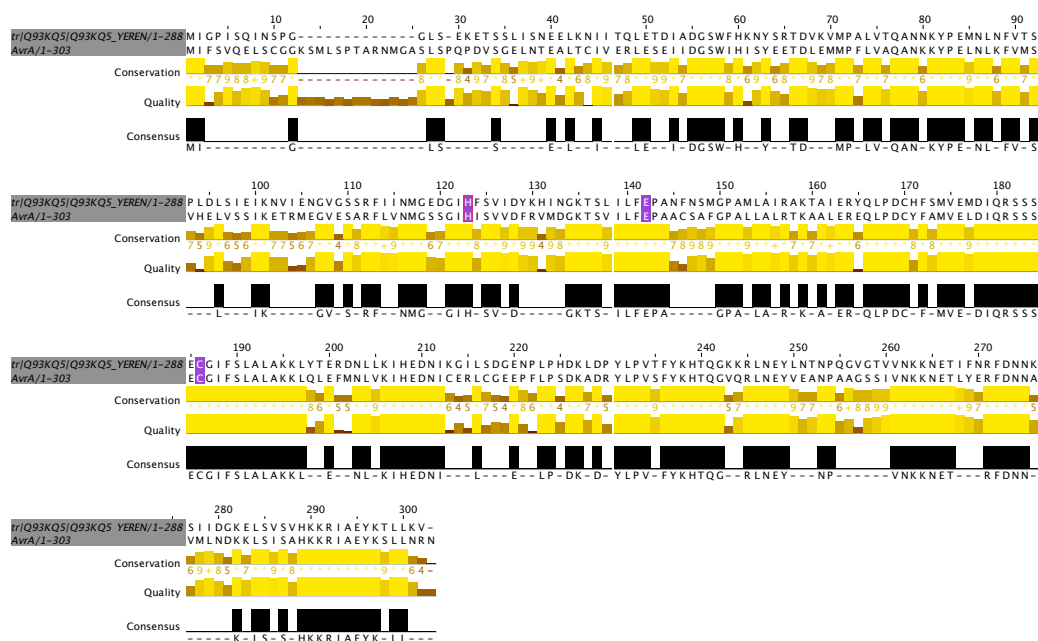 10 20 30 40 50 60 70 80 90
tr|Q93KQ5|Q93KQ5_YEREN/1-288 MIGPISQINSPG-------------GLS-EKETSSLISNEELKNIITQLETDIADGSWFHKNYSRTDVKVMPALVTQANNKYPEMNLNFVTS
AvrA/1-303 MIFSVQELSCGGKSMLSPTARNMGASLSPQPDVSGELNTEALTCIVERLESEIIDGSWIHISYEETDLEMMPFLVAQANKKYPELNLKFVMS
Conservation
Quality
Consensus
MI---------G--------------LS-----S-----E-L--I---LE--I-DGSW-H--Y--TD---MP-LV-QAN-KYPE-NL-FV-S
100 110 120 130 140 150 160 170 180
tr|Q93KQ5|Q93KQ5_YEREN/1-288 PLDLSIEIKNVIENGVGSSRFIINMGEDGIHFSVIDYKHINGKTSLILFEPANFNSMGPAMLAIRAKTAIERYQLPDCHFSMVEMDIQRSSS
AvrA/1-303 VHELVSSIKETRMEGVESARFLVNMGSSGIHISVVDFRVMDGKTSVILFEPAACSAFGPALLALRTKAALEREQLPDCYFAMVELDIQRSSS
Conservation
Quality
Consensus
---L---IK-----GV-S-RF--NMG--GIH-SV-D-----GKTS-ILFEPA-----GPA-LA-R-K-A-ER-QLPDC-F-MVE-DIQRSSS
190 200 210 220 230 240 250 260 270
tr|Q93KQ5|Q93KQ5_YEREN/1-288 ECGIFSLALAKKLYTERDNLLKIHEDNIKGILSDGENPLPHDKLDPYLPVTFYKHTQGKKRLNEYLNTNPQGVGTVVNKKNETIFNRFDNNK
AvrA/1-303 ECGIFSLALAKKLQLEFMNLVKIHEDNICERLCGEEPFLPSDKADRYLPVSFYKHTQGVQRLNEYVEANPAAGSSIVNKKNETLYERFDNNA
Conservation
Quality
Consensus
ECGIFSLALAKKL--E--NL-KIHEDNI---L---E--LP-DK-D-YLPV-FYKHTQG--RLNEY---NP------VNKKNET---RFDNN-
280 290 300
tr|Q93KQ5|Q93KQ5_YEREN/1-288 SIIDGKELSVSVHKKRIAEYKTLLKV-
AvrA/1-303 VMLNDKKLSISAHKKRIAEYKSLLNRN
Conservation
Quality
Consensus
-----K-LS-S-HKKRIAEYK-LL---